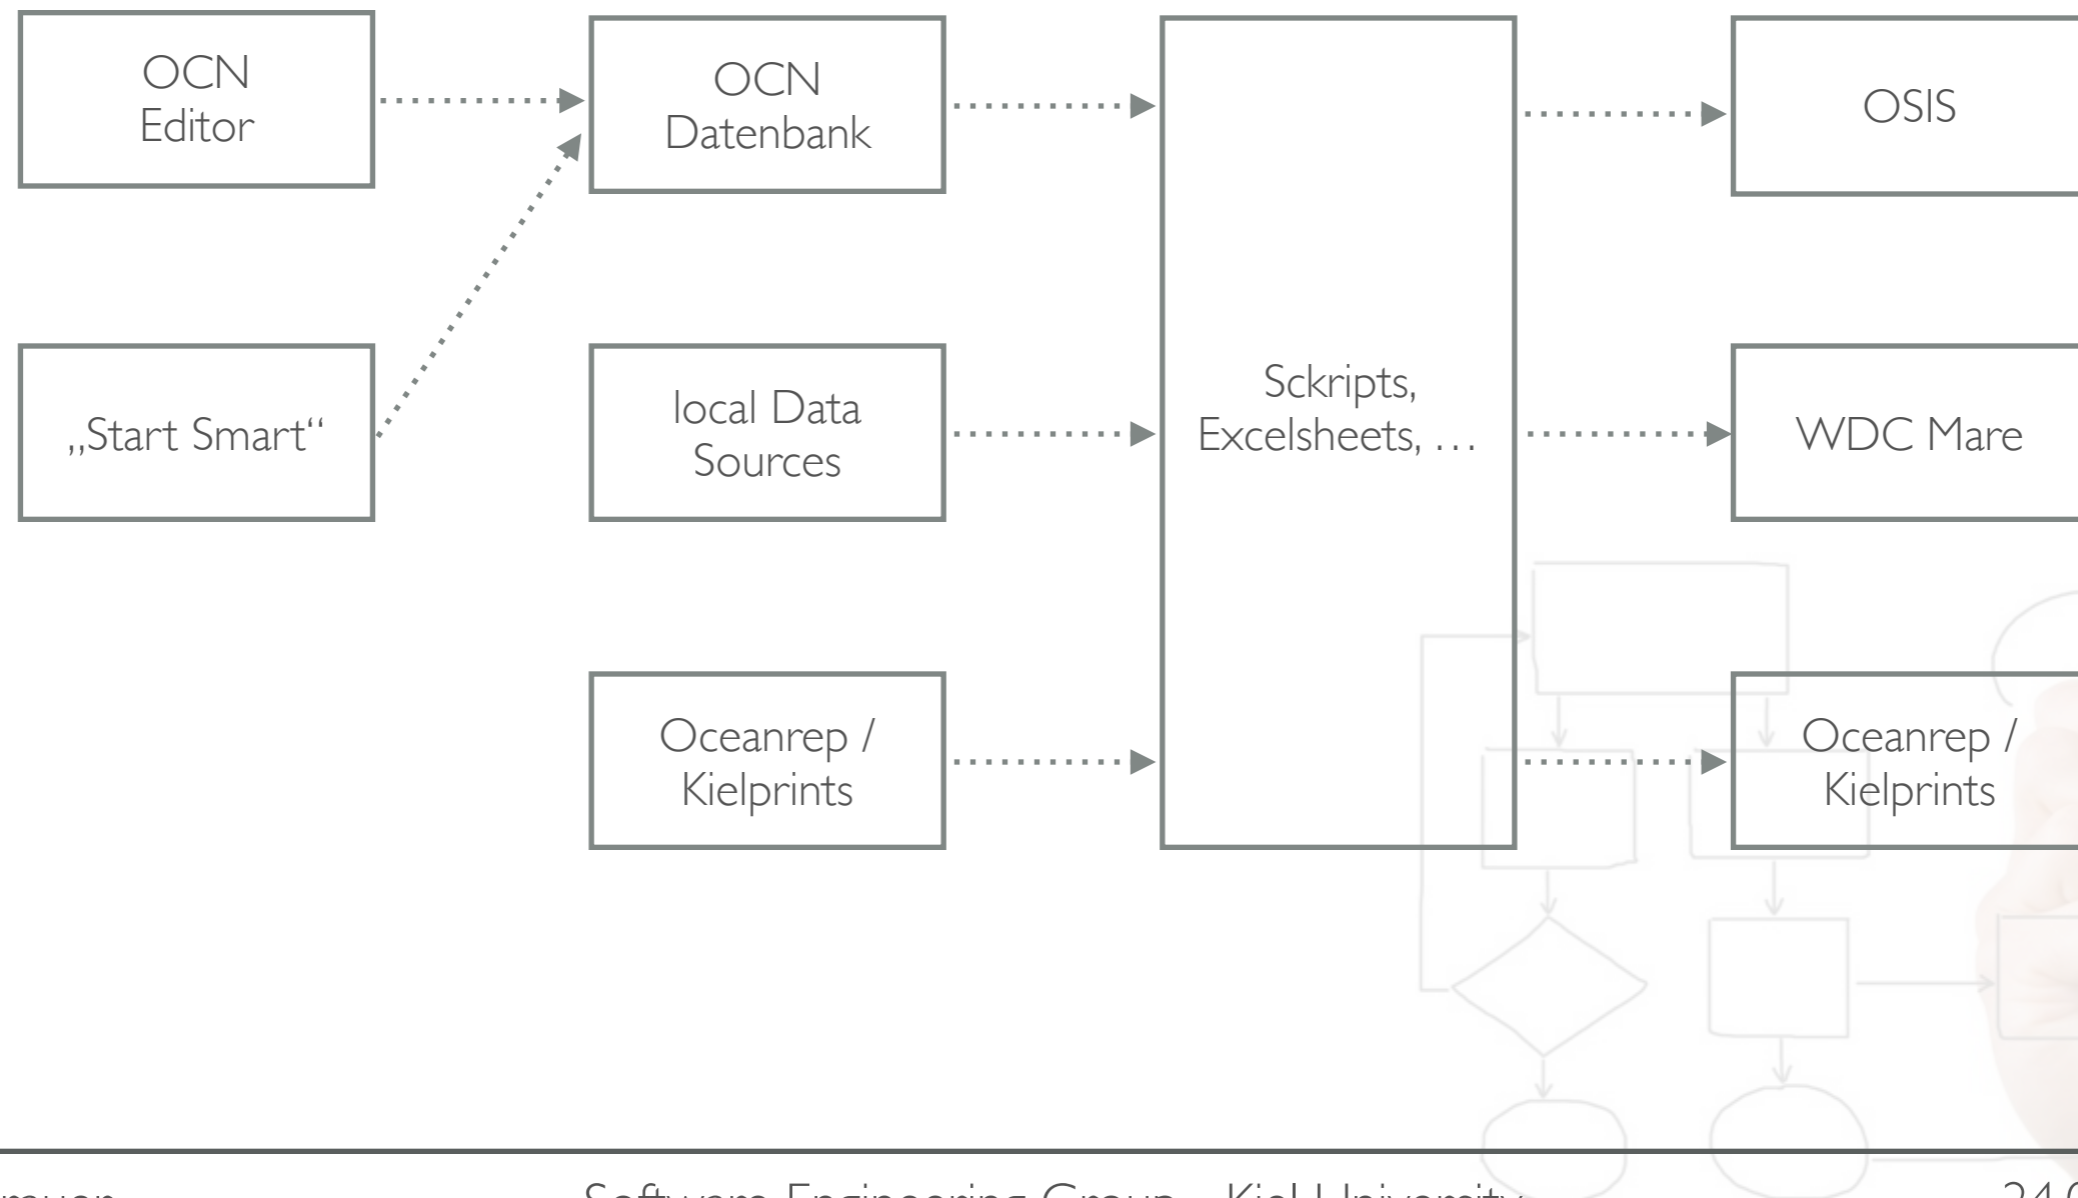 OCN
Editor
OCN
Datenbank
OSIS
„Start Smart“
local Data
Sources
Sckripts,
Excelsheets, …
WDC Mare
Oceanrep /
Kielprints
Oceanrep /
Kielprints
Software Engineering Group - Kiel University